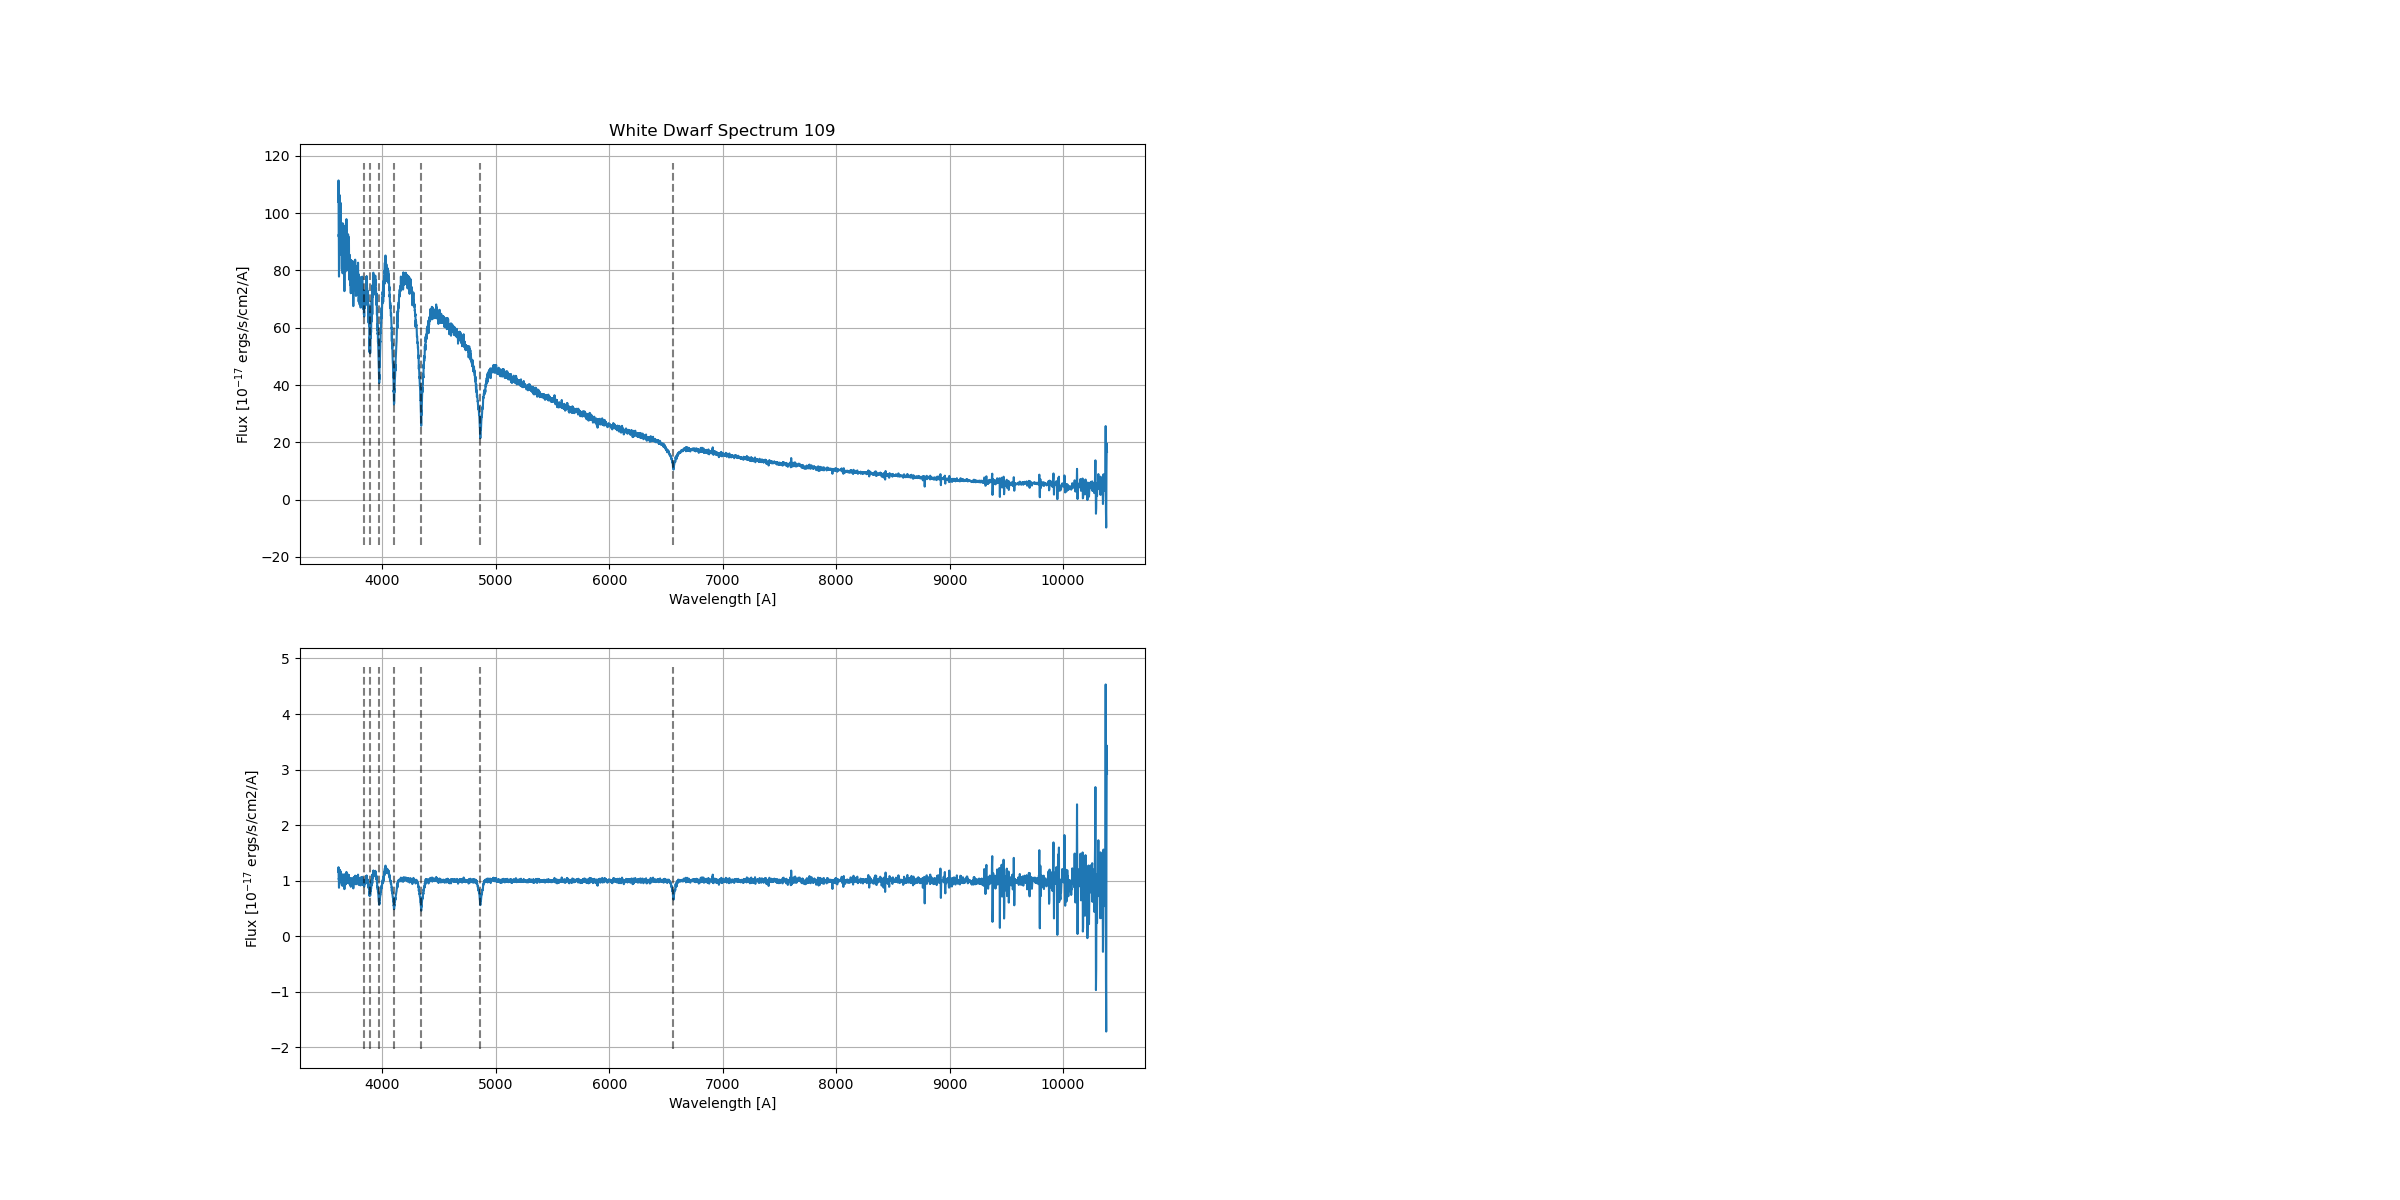 White Dwarf Spectrum 109
120
100
80
60
40
20
0
−20
Flux [10⁻¹⁷ ergs/s/cm2/A]
4000 5000 6000 7000 8000 9000 10000
Wavelength [A]
5
4
3
2
1
0
−1
−2
Flux [10⁻¹⁷ ergs/s/cm2/A]
4000 5000 6000 7000 8000 9000 10000
Wavelength [A]